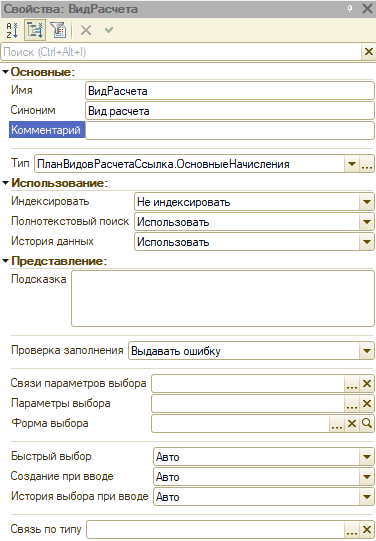 Свойства: ВидРасчета
Поиск (Ctrl+Alt+I)
Основные:
Имя ВидРасчета
Синоним Вид расчета
Комментарий
Тип ПланВидовРасчетаСсылка.ОсновныеНачисления
Использование:
Индексировать Не индексировать
Полнотекстовый поиск Использовать
История данных Использовать
Представление:
Подсказка
Проверка заполнения Выдавать ошибку
Связи параметров выбора
Параметры выбора
Форма выбора
Быстрый выбор Авто
Создание при вводе Авто
История выбора при вводе Авто
Связь по типу